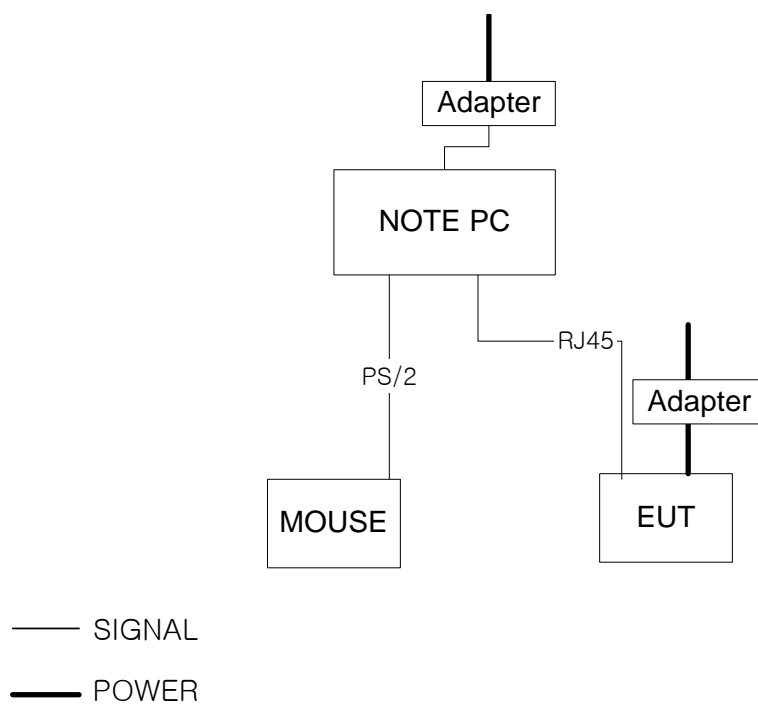 Adapter
NOTE PC
RJ45
PS/2
Adapter
MOUSE
EUT
SIGNAL
POWER